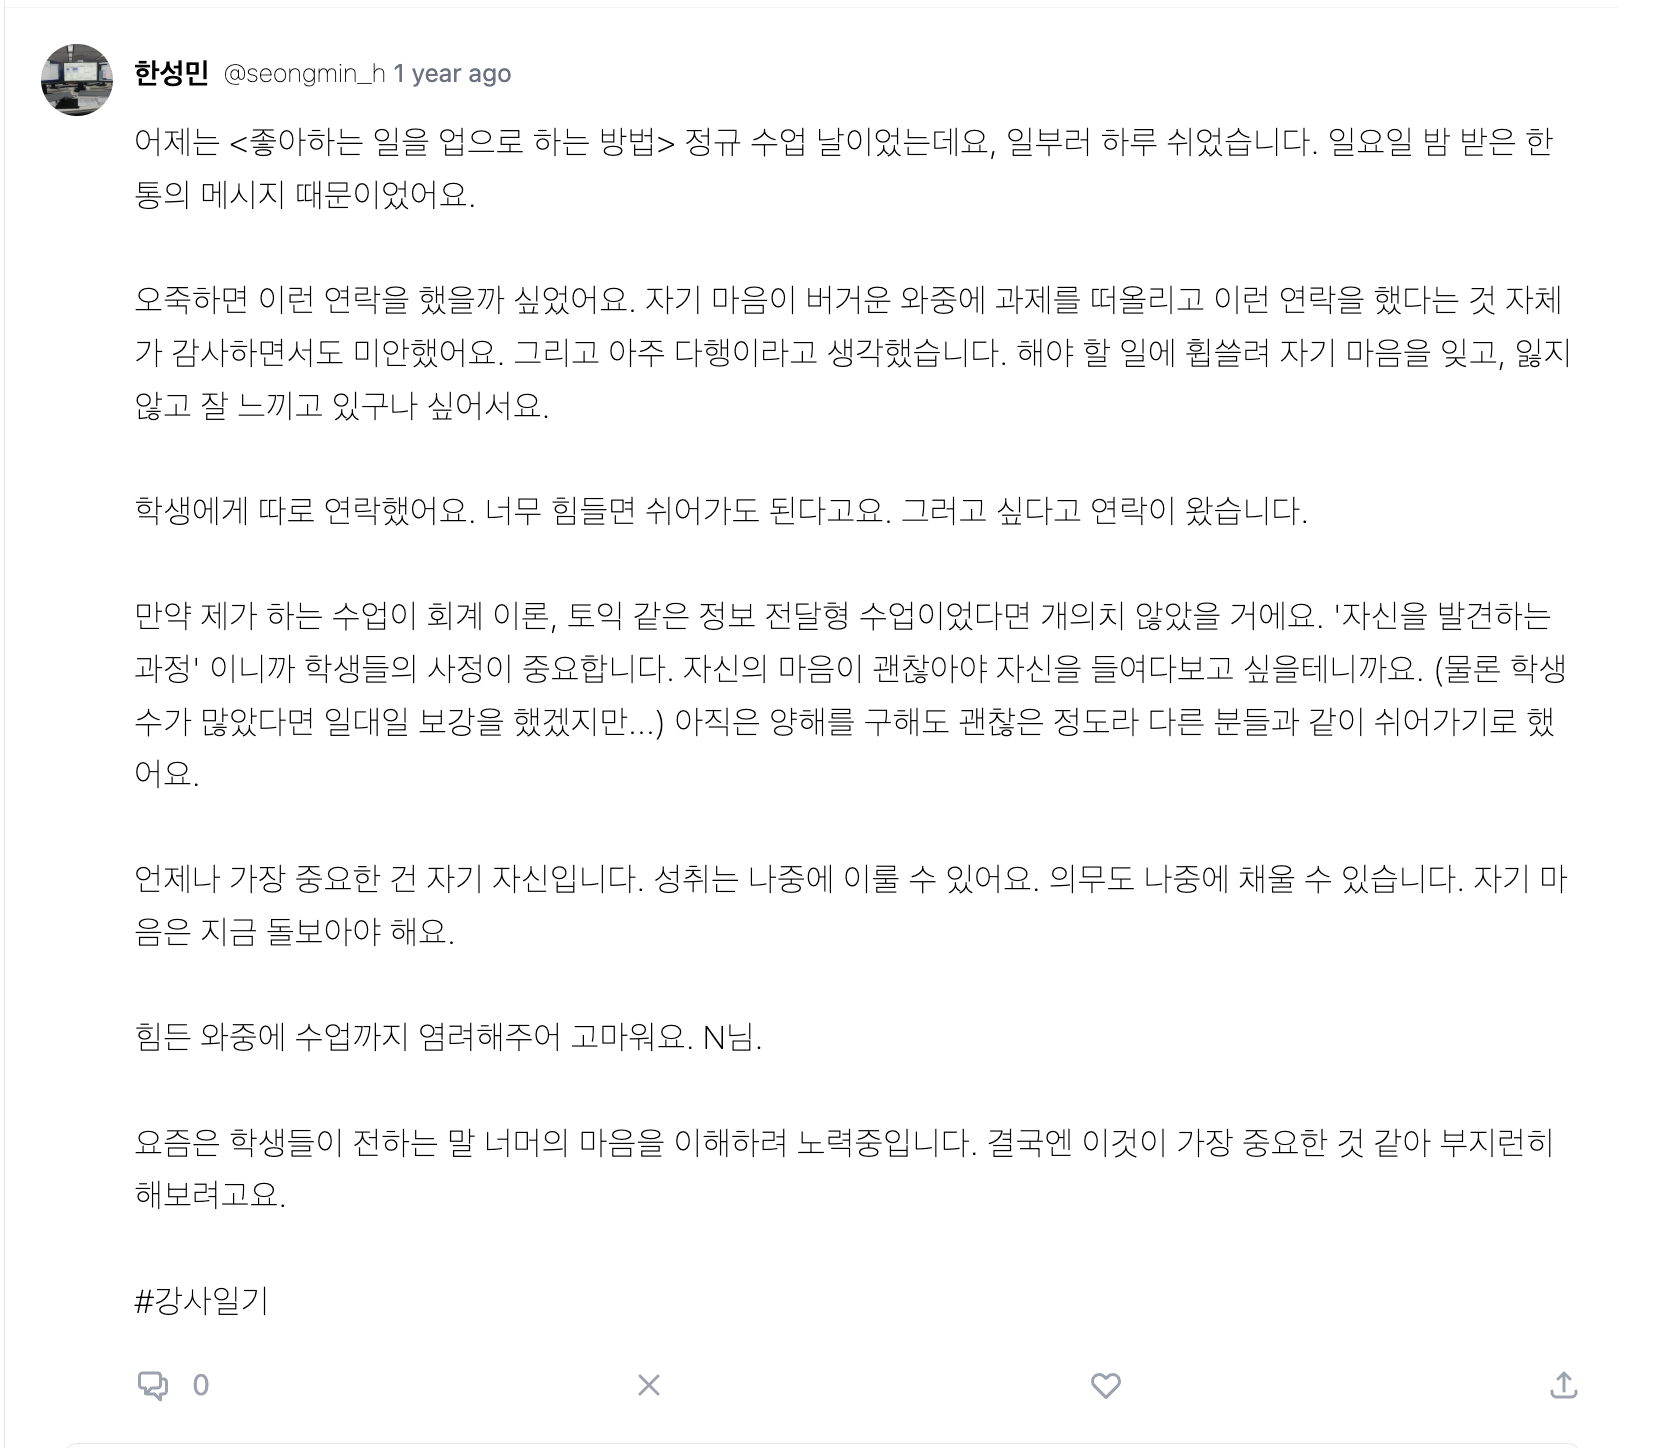 한성민 @seongmin_h 1 year ago
어제는 <좋아하는 일을 업으로 하는 방법> 정규 수업 날이었는데요, 일부러 하루 쉬었습니다. 일요일 밤 받은 한
통의 메시지 때문이었어요.
오죽하면 이런 연락을 했을까 싶었어요. 자기 마음이 버거운 와중에 과제를 떠올리고 이런 연락을 했다는 것 자체
가 감사하면서도 미안했어요. 그리고 아주 다행이라고 생각했습니다. 해야 할 일에 휩쓸려 자기 마음을 잊고, 잃지
않고 잘 느끼고 있구나 싶어서요.
학생에게 따로 연락했어요. 너무 힘들면 쉬어가도 된다고요. 그러고 싶다고 연락이 왔습니다.
만약 제가 하는 수업이 회계 이론, 토익 같은 정보 전달형 수업이었다면 개의치 않았을 거에요. '자신을 발견하는
과정' 이니까 학생들의 사정이 중요합니다. 자신의 마음이 괜찮아야 자신을 들여다보고 싶을테니까요. (물론 학생
수가 많았다면 일대일 보강을 했겠지만...) 아직은 양해를 구해도 괜찮은 정도라 다른 분들과 같이 쉬어가기로 했
어요.
언제나 가장 중요한 건 자기 자신입니다. 성취는 나중에 이룰 수 있어요. 의무도 나중에 채울 수 있습니다. 자기 마
음은 지금 돌보아야 해요.
힘든 와중에 수업까지 염려해주어 고마워요. N님.
요즘은 학생들이 전하는 말 너머의 마음을 이해하려 노력중입니다. 결국엔 이것이 가장 중요한 것 같아 부지런히
해보려고요.
#강사일기
0